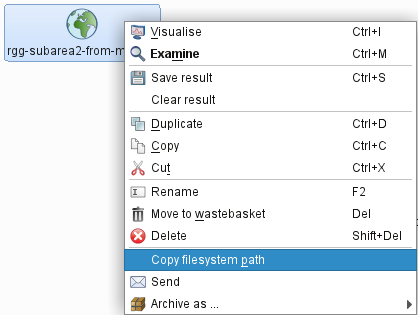 rgg-subarea2-from-m
Visualise Ctrl+I
Examine Ctrl+M
Save result Ctrl+S
Clear result
Duplicate Ctrl+D
Copy Ctrl+C
Cut Ctrl+X
Rename F2
Move to wastebasket Del
Delete Shift+Del
Copy filesystem path
Send
Archive as ...